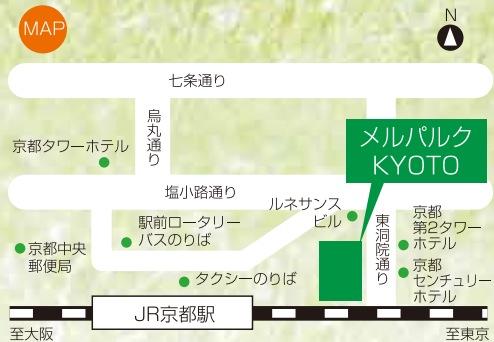 MAP
N
七条通り
烏丸通り
メルパルク
KYOTO
京都タワーホテル
塩小路通り
ルネサンス
ビル
駅前ロータリー
バスのりば
東洞院通り
京都
第2タワー
ホテル
京都中央
郵便局
タクシーのりば
京都
センチュリー
ホテル
JR京都駅
至大阪
至東京